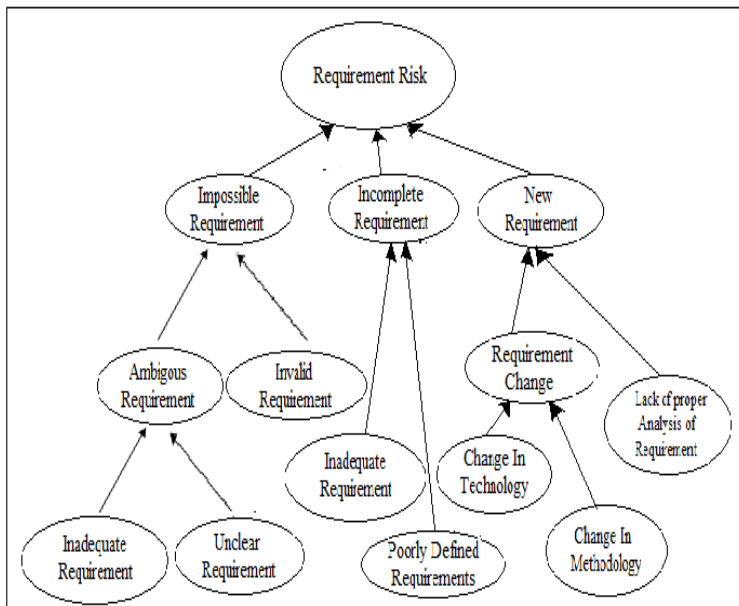 Requirement Risk
Impossible
Requirement
Incomplete
Requirement
New
Requirement
Ambigous
Requirement
Invalid
Requirement
Requirement
Change
Lack of proper
Analysis of
Requirement
Inadequate
Requirement
Change In
Technology
Inadequate
Requirement
Unclear
Requirement
Poorly Defined
Requirements
Change In
Methodology